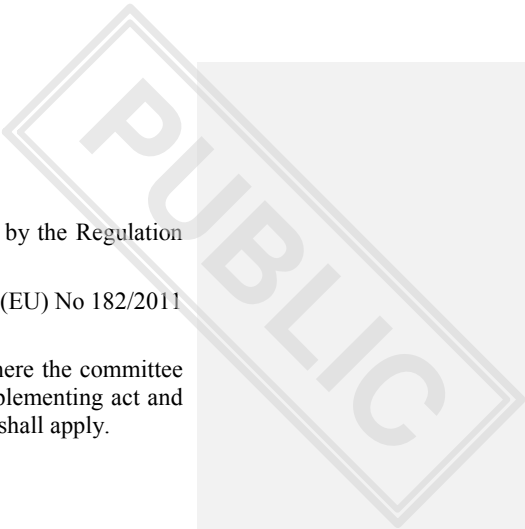 by the Regulation
(EU) No 182/2011
here the committee
plementing act and
shall apply.
PUBLIC